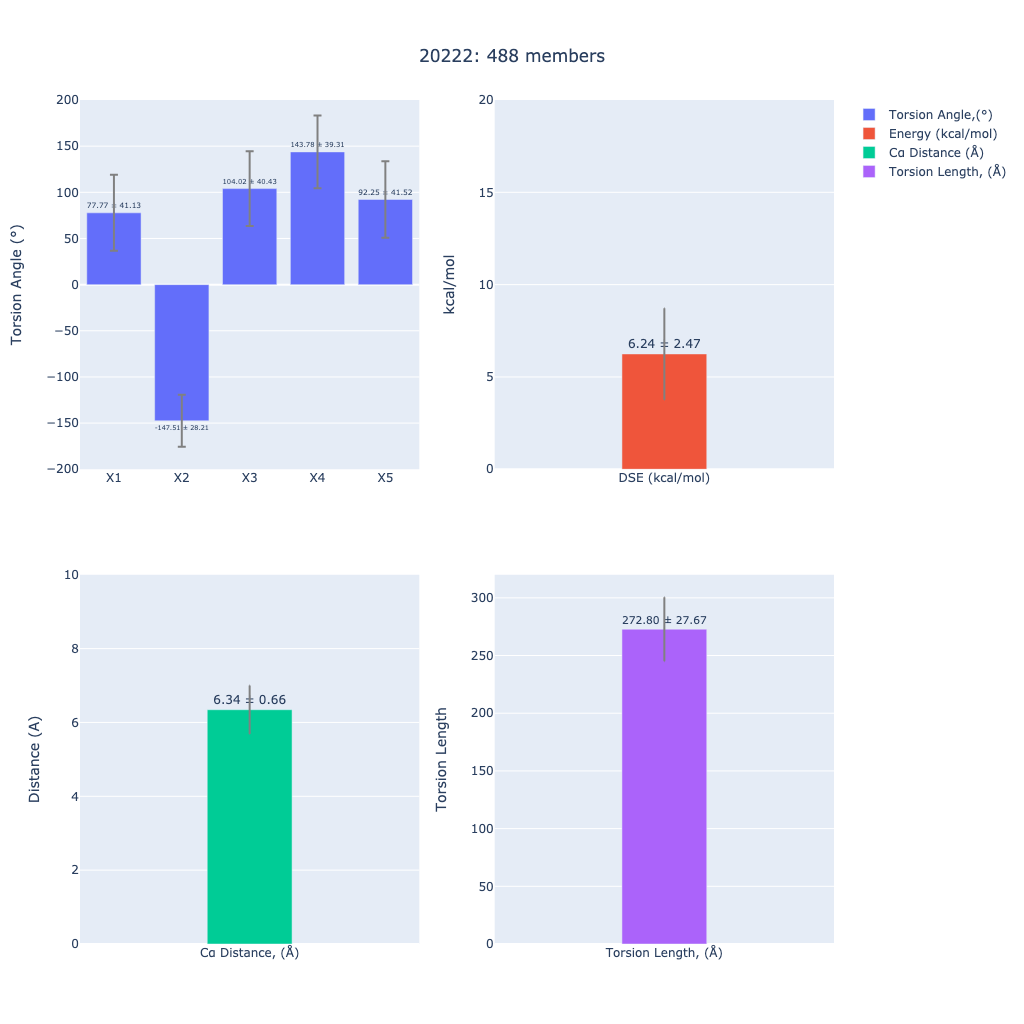 20222: 488 members
Torsion Angle (°)
200
150
100
50
0
−50
−100
−150
−200
77.77 ± 41.13
-147.51 ± 28.21
104.02 ± 40.43
143.78 ± 39.31
92.25 ± 41.52
X1 X2 X3 X4 X5
kcal/mol
20
15
10
5
0
6.24 ± 2.47
DSE (kcal/mol)
Torsion Angle,(°)
Energy (kcal/mol)
Cα Distance (Å)
Torsion Length, (Å)
Distance (A)
10
8
6
4
2
0
6.34 ± 0.66
Cα Distance, (Å)
Torsion Length
300
250
200
150
100
50
0
272.80 ± 27.67
Torsion Length, (Å)